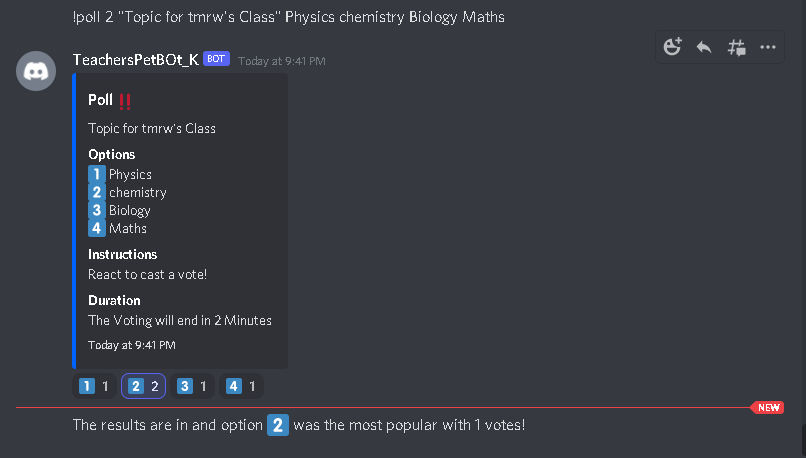 !poll 2 "Topic for tmrw's Class" Physics chemistry Biology Maths
TeachersPetBOt_K BOT Today at 9:41 PM
Poll ‼️
Topic for tmrw's Class
Options
1 Physics
2 chemistry
3 Biology
4 Maths
Instructions
React to cast a vote!
Duration
The Voting will end in 2 Minutes
Today at 9:41 PM
1 1 2 2 3 1 4 1
NEW
The results are in and option 2 was the most popular with 1 votes!